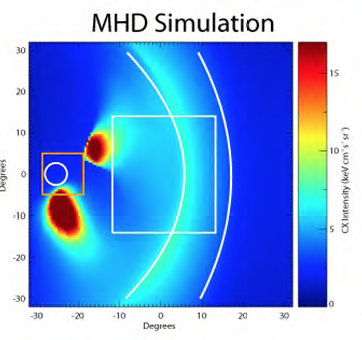 MHD Simulation
30
20
10
0
-10
-20
-30
Degrees
-30 -20 -10 0 10 20 30
Degrees
15
10
5
0
CX Intensity (keV cm⁻² s⁻¹ sr⁻¹)